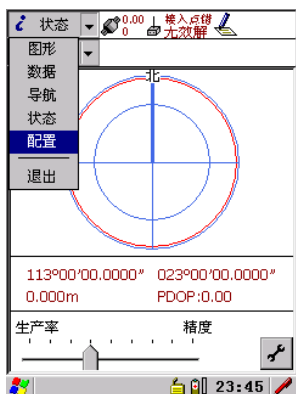 状态
0.00
0
接入点错
无效解
图形
数据
导航
状态
配置
退出
北
113°00'00.0000" 023°00'00.0000"
0.000m PDOP:0.00
生产率 精度
23:45